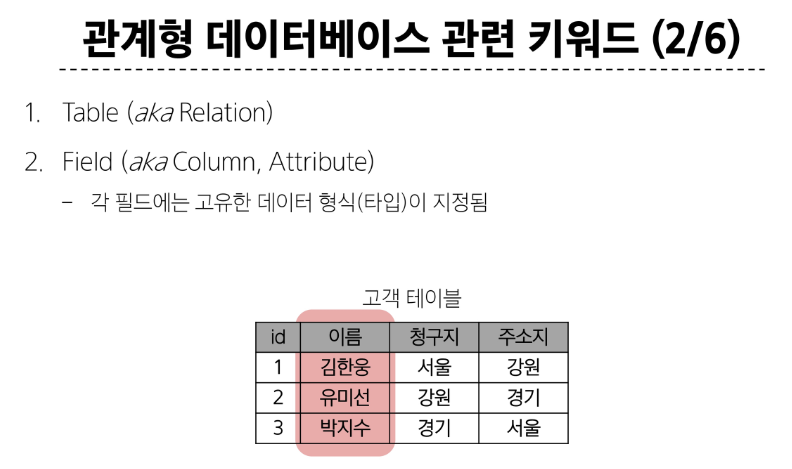 관계형 데이터베이스 관련 키워드 (2/6)
1. Table (aka Relation)
2. Field (aka Column, Attribute)
– 각 필드에는 고유한 데이터 형식(타입)이 지정됨
고객 테이블
id 이름 청구지 주소지
1 김한웅 서울 강원
2 유미선 강원 경기
3 박지수 경기 서울